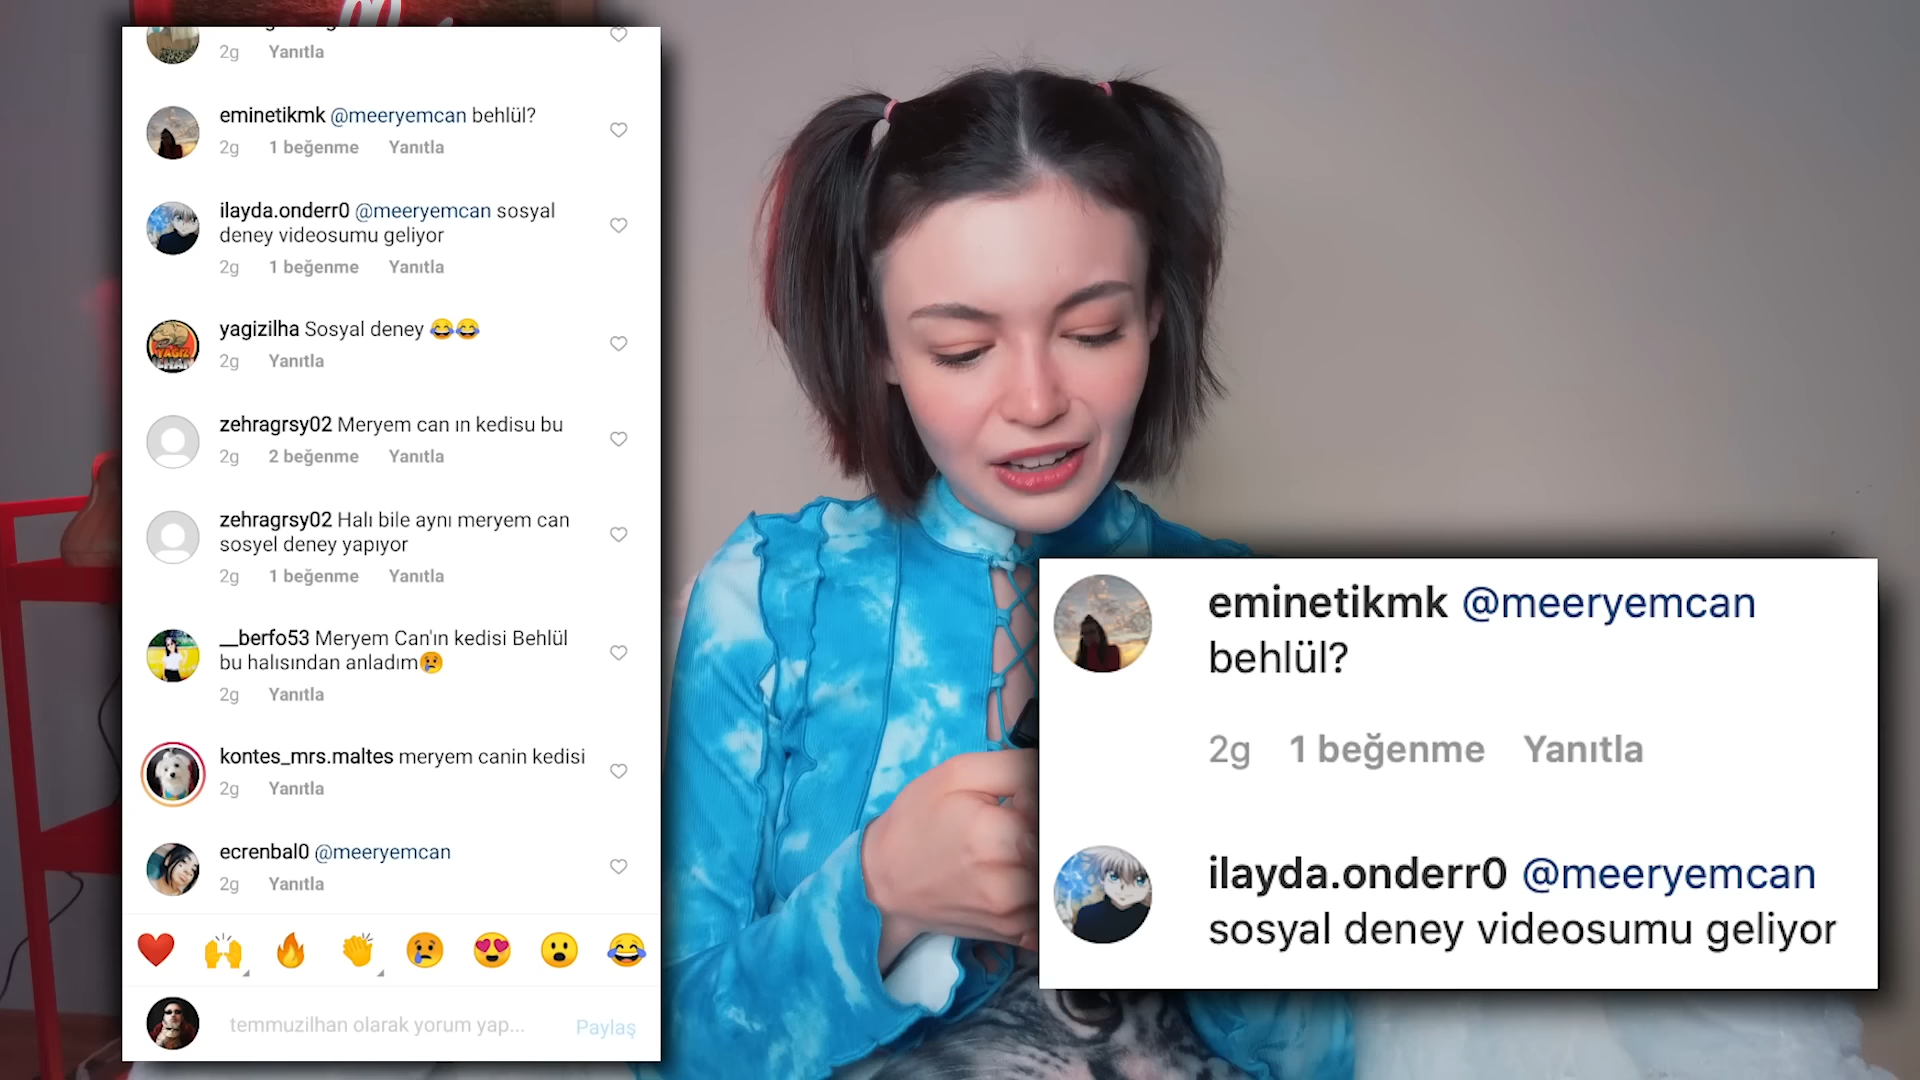 2g Yanıtla
eminetikmk @meeryemcan behlül?
2g 1 beğenme Yanıtla
ilayda.onderr0 @meeryemcan sosyal
deney videosumu geliyor
2g 1 beğenme Yanıtla
yagizilha Sosyal deney 😂😂
2g Yanıtla
YAGIZ
zehragrsy02 Meryem can ın kedisu bu
2g 2 beğenme Yanıtla
zehragrsy02 Halı bile aynı meryem can
sosyel deney yapıyor
2g 1 beğenme Yanıtla
__berfo53 Meryem Can'ın kedisi Behlül
bu halısından anladım😢
2g Yanıtla
kontes_mrs.maltes meryem canin kedisi
2g Yanıtla
ecrenbal0 @meeryemcan
2g Yanıtla
temmuzilhan olarak yorum yap... Paylaş
eminetikmk @meeryemcan
behlül?
2g 1 beğenme Yanıtla
ilayda.onderr0 @meeryemcan
sosyal deney videosumu geliyor